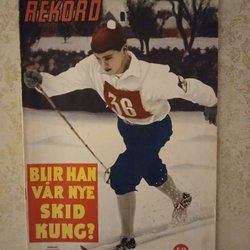 REKORD
36
BLIR HAN
VÅR NYE
SKID
KUNG?